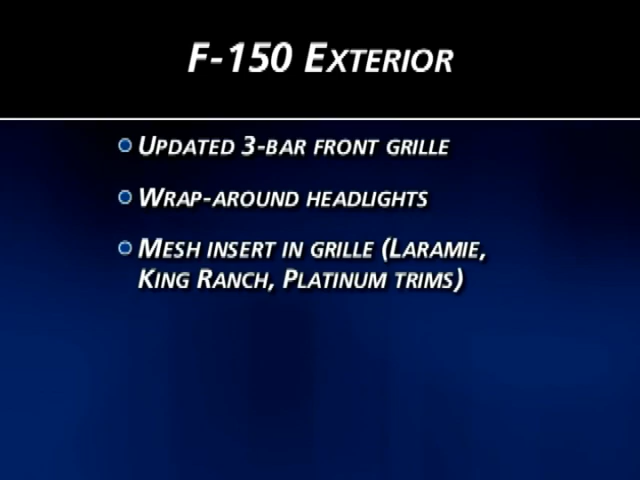 F-150 EXTERIOR
UPDATED 3-BAR FRONT GRILLE
WRAP-AROUND HEADLIGHTS
MESH INSERT IN GRILLE (LARAMIE,
KING RANCH, PLATINUM TRIMS)